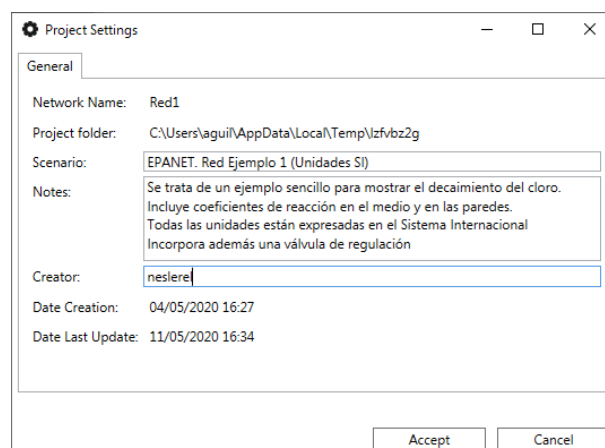 Project Settings
General
Network Name: Red1
Project folder: C:\Users\aguil\AppData\Local\Temp\lzfvbz2g
Scenario: EPANET. Red Ejemplo 1 (Unidades SI)
Notes: Se trata de un ejemplo sencillo para mostrar el decaimiento del cloro.
Incluye coeficientes de reacción en el medio y en las paredes.
Todas las unidades están expresadas en el Sistema Internacional
Incorpora además una válvula de regulación
Creator: neslerel
Date Creation: 04/05/2020 16:27
Date Last Update: 11/05/2020 16:34
Accept Cancel